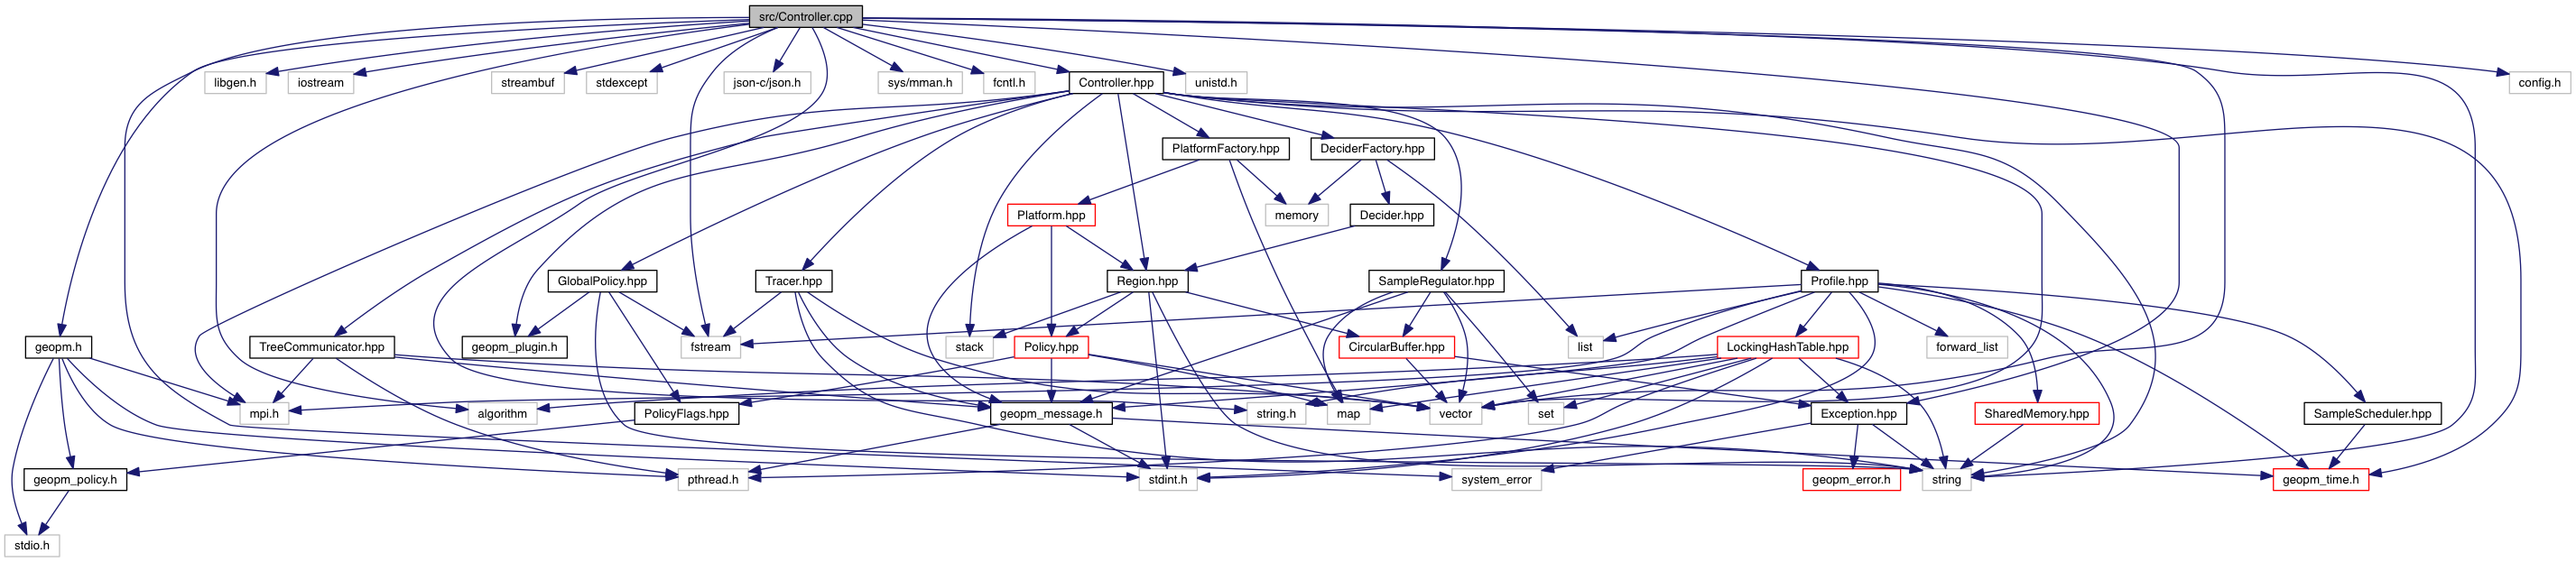 src/Controller.cpp
libgen.h
iostream
streambuf
stdexcept
json-c/json.h
sys/mman.h
fcntl.h
Controller.hpp
unistd.h
config.h
PlatformFactory.hpp
DeciderFactory.hpp
Platform.hpp
memory
Decider.hpp
GlobalPolicy.hpp
Tracer.hpp
Region.hpp
SampleRegulator.hpp
Profile.hpp
geopm.h
TreeCommunicator.hpp
geopm_plugin.h
fstream
stack
Policy.hpp
CircularBuffer.hpp
list
LockingHashTable.hpp
forward_list
mpi.h
algorithm
PolicyFlags.hpp
geopm_message.h
string.h
map
vector
set
Exception.hpp
SharedMemory.hpp
SampleScheduler.hpp
geopm_policy.h
pthread.h
stdint.h
system_error
geopm_error.h
string
geopm_time.h
stdio.h